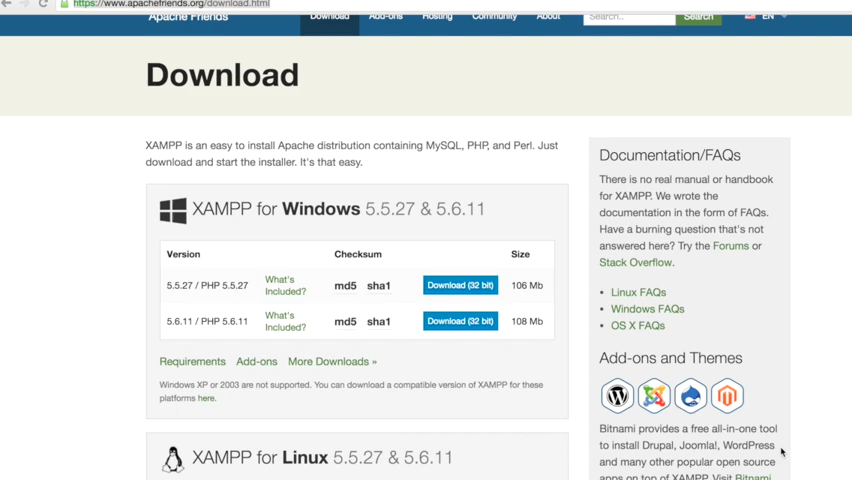 https://www.apachefriends.org/download.html
Apache Friends
Download
Add-ons
Hosting
Community
About
Search..
Search
EN
Download
XAMPP is an easy to install Apache distribution containing MySQL, PHP, and Perl. Just
download and start the installer. It's that easy.
XAMPP for Windows 5.5.27 & 5.6.11
Version
Checksum
Size
5.5.27 / PHP 5.5.27
What's
Included?
md5 sha1
Download (32 bit)
106 Mb
5.6.11 / PHP 5.6.11
What's
Included?
md5 sha1
Download (32 bit)
108 Mb
Requirements Add-ons More Downloads »
Windows XP or 2003 are not supported. You can download a compatible version of XAMPP for these
platforms here.
XAMPP for Linux 5.5.27 & 5.6.11
Documentation/FAQs
There is no real manual or handbook
for XAMPP. We wrote the
documentation in the form of FAQs.
Have a burning question that's not
answered here? Try the Forums or
Stack Overflow.
• Linux FAQs
• Windows FAQs
• OS X FAQs
Add-ons and Themes
Bitnami provides a free all-in-one tool
to install Drupal, Joomla!, WordPress
and many other popular open source
apps on top of XAMPP. Visit Bitnami